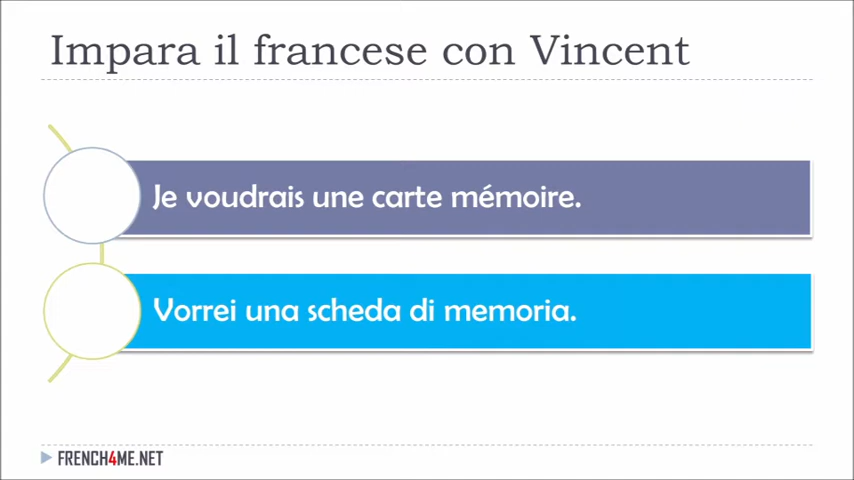 Impara il francese con Vincent
Je voudrais une carte mémoire.
Vorrei una scheda di memoria.
FRENCH4ME.NET